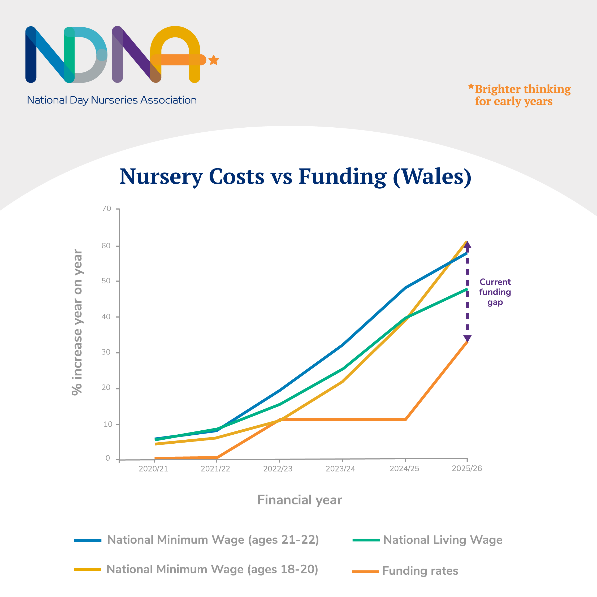 NDNA
National Day Nurseries Association
Brighter thinking
for early years
Nursery Costs vs Funding (Wales)
% increase year on year
70
60
50
40
30
20
10
0
2020/21
2021/22
2022/23
2023/24
2024/25
2025/26
Current
funding
gap
Financial year
National Minimum Wage (ages 21-22)
National Living Wage
National Minimum Wage (ages 18-20)
Funding rates